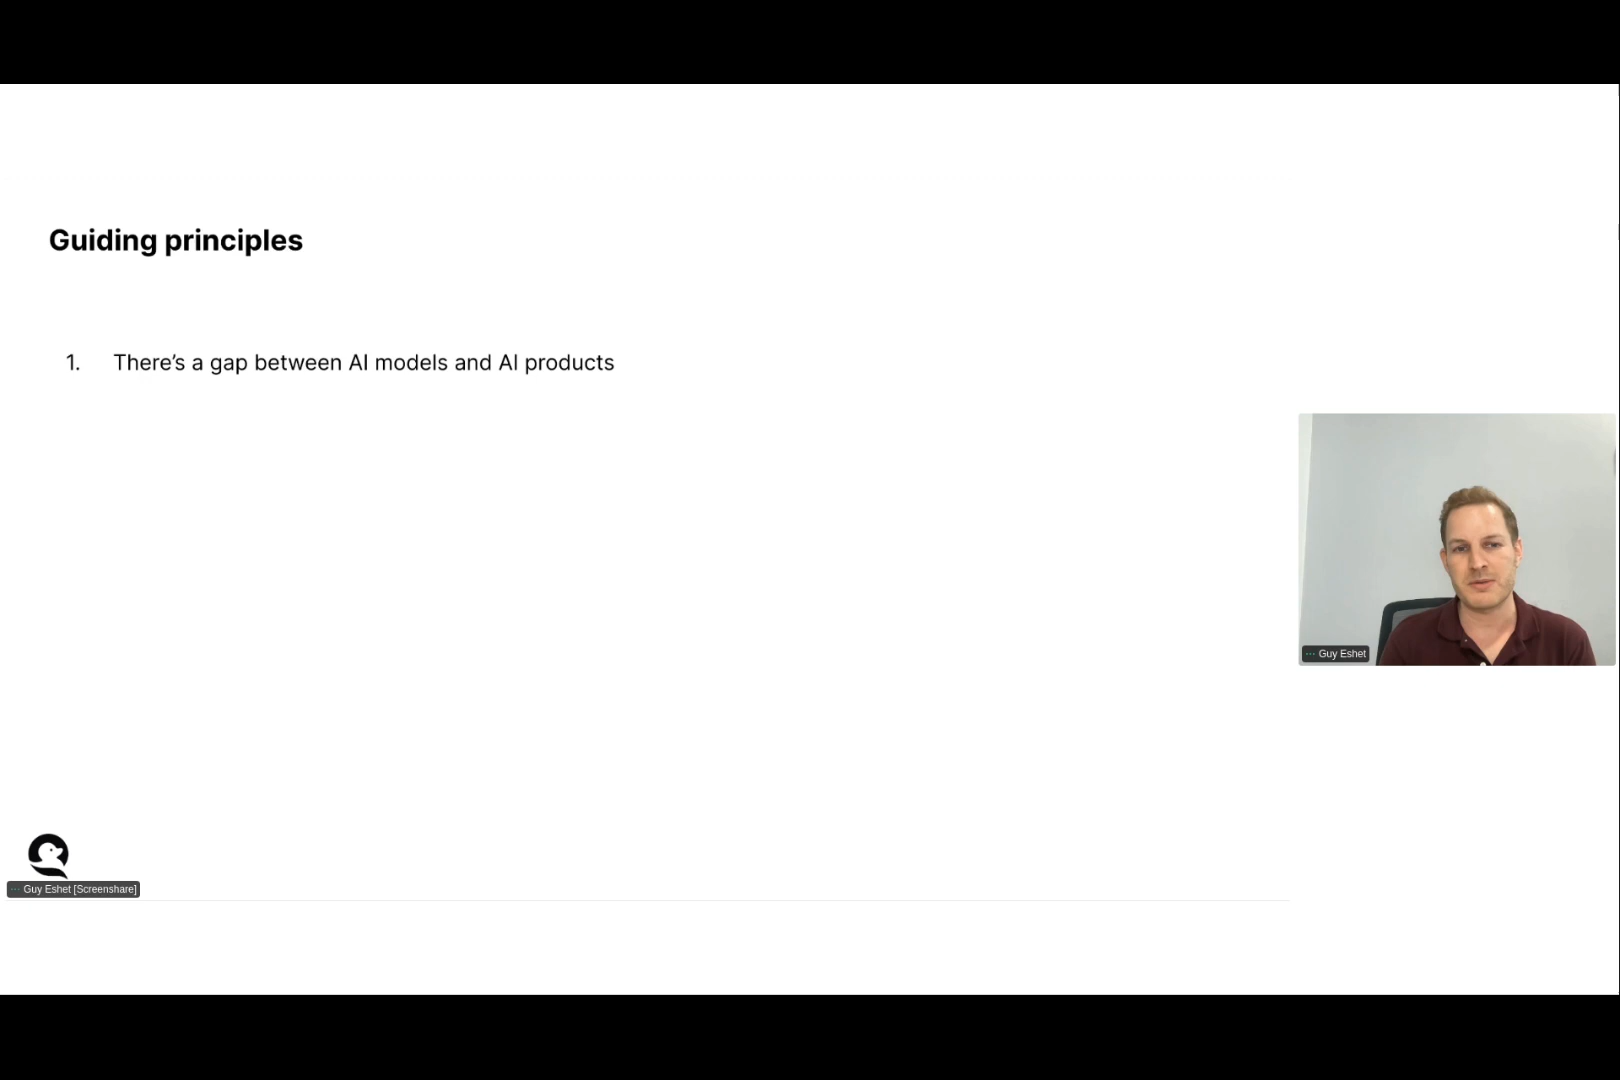 Guiding principles
1. There’s a gap between AI models and AI products
Guy Eshet
Guy Eshet [Screenshare]